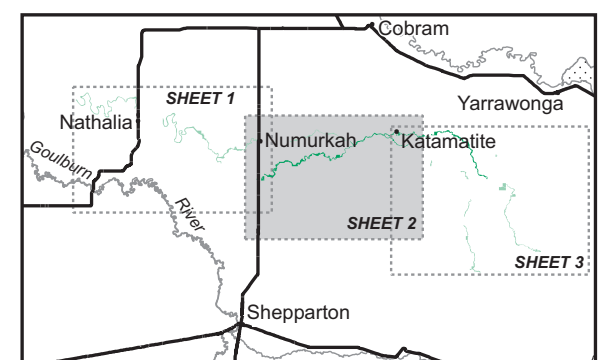 Cobram
SHEET 1
Yarrawonga
Nathalia
Numurkah
Katamatite
Goulburn
River
SHEET 2
SHEET 3
Shepparton